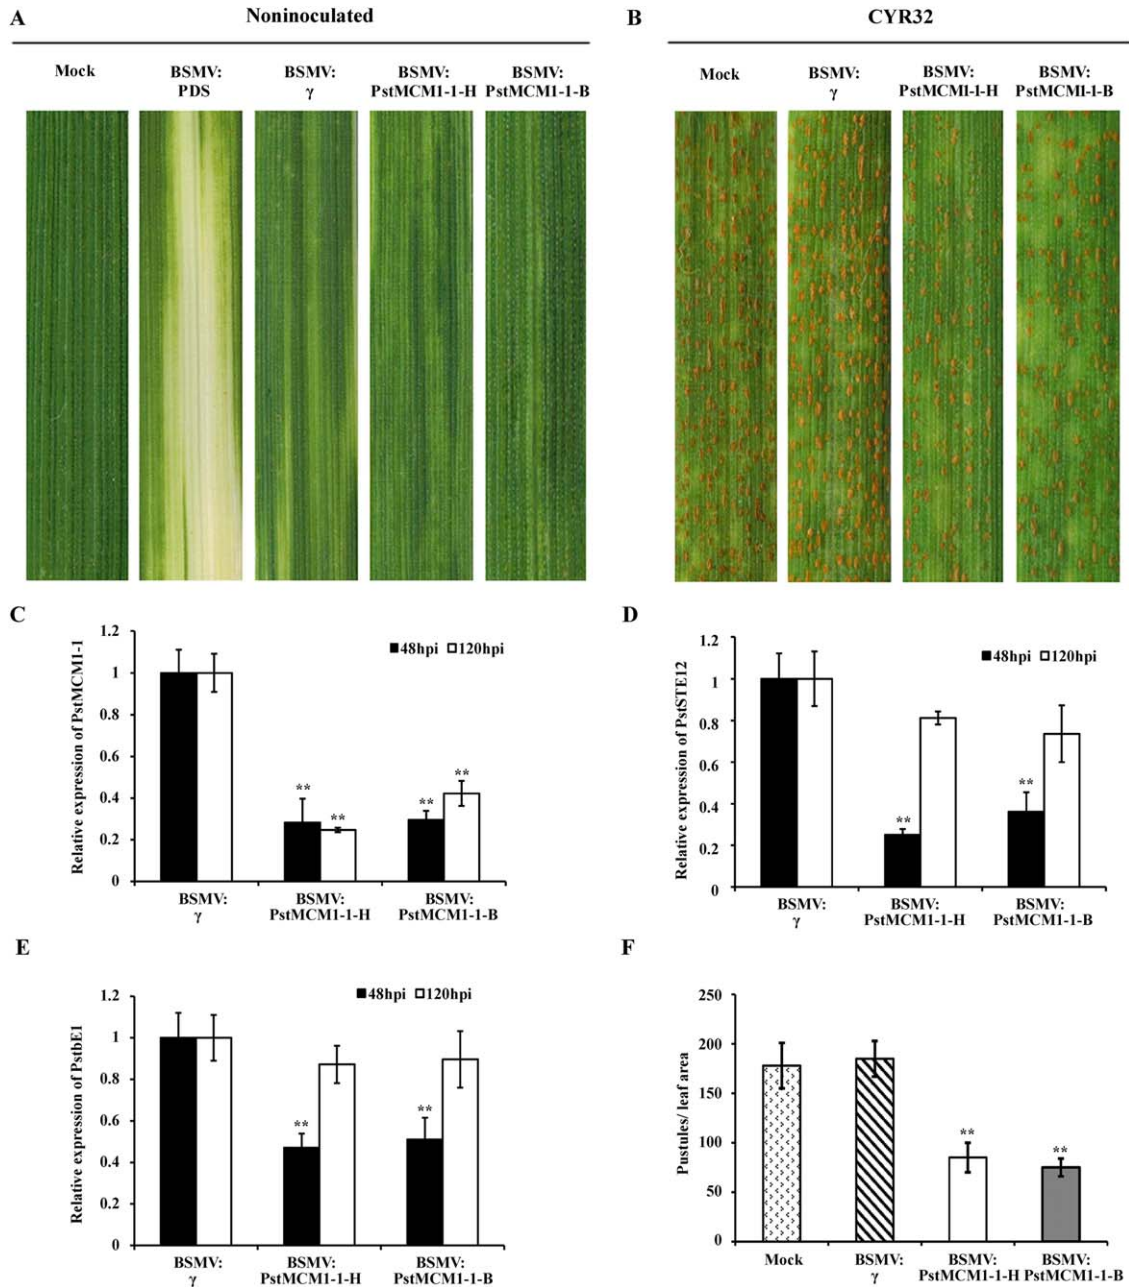 A
Noninoculated
Mock
BSMV:
PDS
BSMV:
γ
BSMV:
PstMCM1-1-H
BSMV:
PstMCM1-1-B
B
CYR32
Mock
BSMV:
γ
BSMV:
PstMCM1-1-H
BSMV:
PstMCM1-1-B
C
Relative expression of PstMCM1-1
1.2
1
0.8
0.6
0.4
0.2
0
48hpi 120hpi
**
**
**
**
BSMV:
γ
BSMV:
PstMCM1-1-H
BSMV:
PstMCM1-1-B
D
Relative expression of PstSTE12
1.2
1
0.8
0.6
0.4
0.2
0
48hpi 120hpi
**
**
BSMV:
γ
BSMV:
PstMCM1-1-H
BSMV:
PstMCM1-1-B
E
Relative expression of PstbE1
1.2
1
0.8
0.6
0.4
0.2
0
48hpi 120hpi
**
**
BSMV:
γ
BSMV:
PstMCM1-1-H
BSMV:
PstMCM1-1-B
F
Pustules/ leaf area
250
200
150
100
50
0
**
**
Mock
BSMV:
γ
BSMV:
PstMCM1-1-H
BSMV:
PstMCM1-1-B